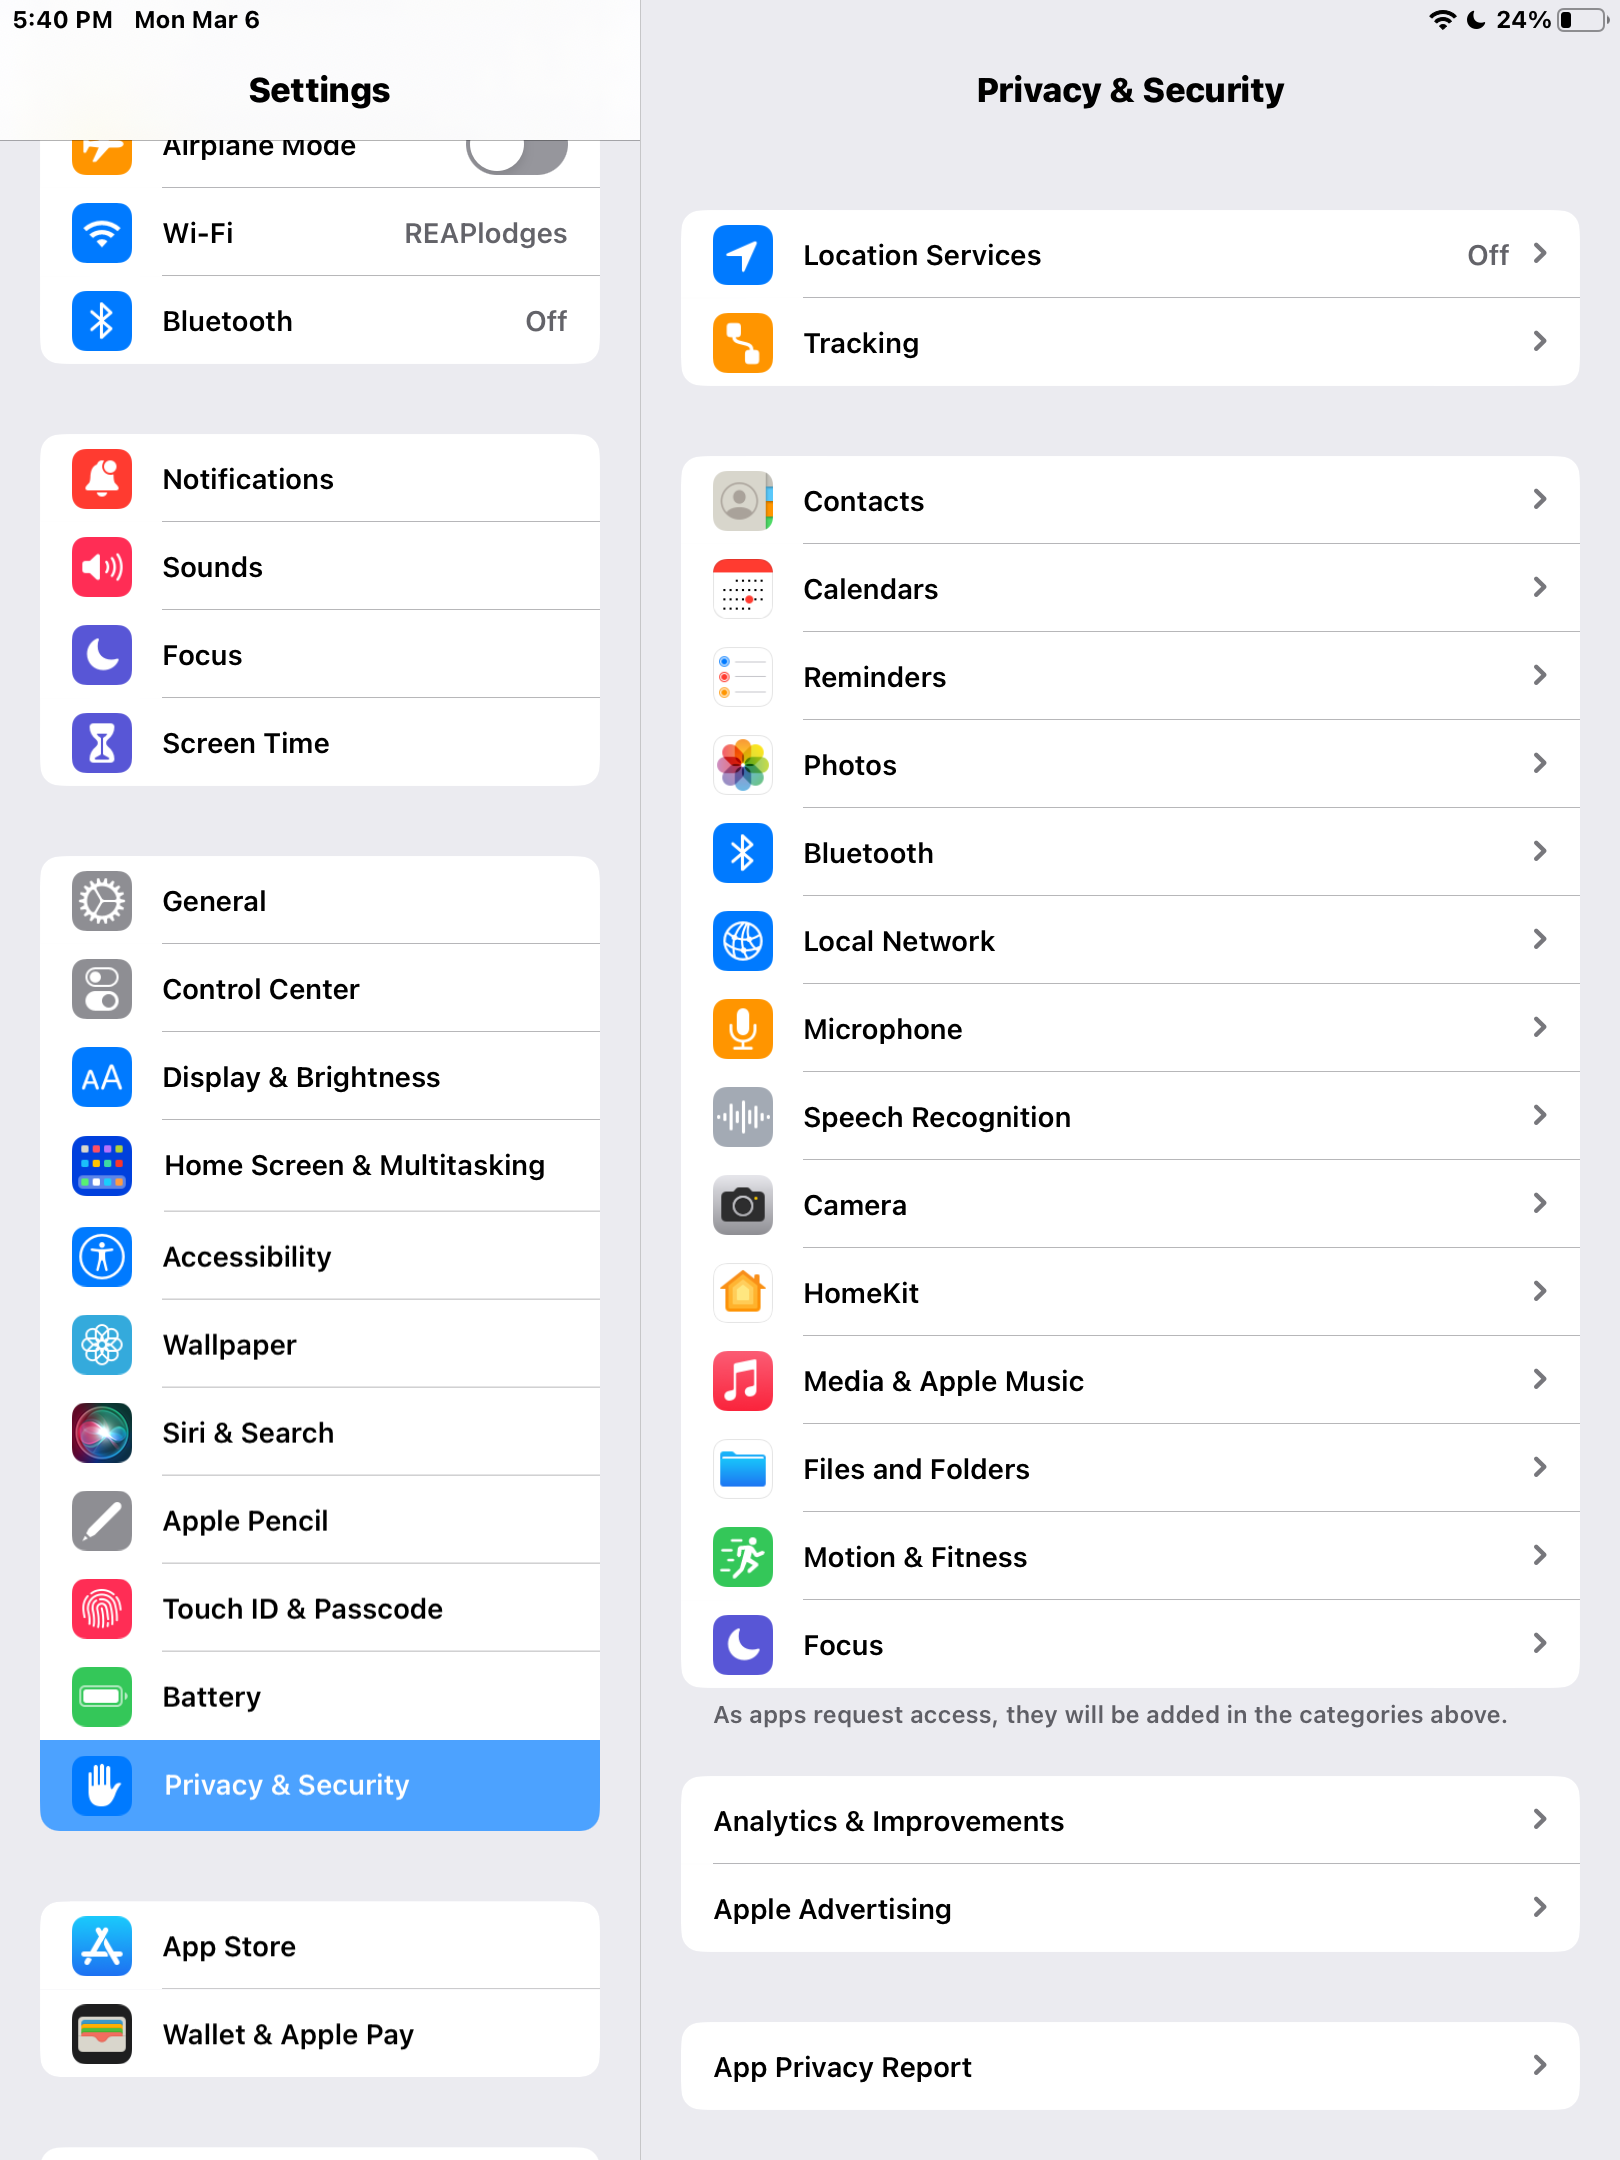 5:40 PM Mon Mar 6
24%
Settings
Airplane Mode
Wi-Fi REAPlodges
Bluetooth Off
Notifications
Sounds
Focus
Screen Time
General
Control Center
AA Display & Brightness
Home Screen & Multitasking
Accessibility
Wallpaper
Siri & Search
Apple Pencil
Touch ID & Passcode
Battery
Privacy & Security
App Store
Wallet & Apple Pay
Privacy & Security
Location Services Off
Tracking
Contacts
Calendars
Reminders
Photos
Bluetooth
Local Network
Microphone
Speech Recognition
Camera
HomeKit
Media & Apple Music
Files and Folders
Motion & Fitness
Focus
As apps request access, they will be added in the categories above.
Analytics & Improvements
Apple Advertising
App Privacy Report